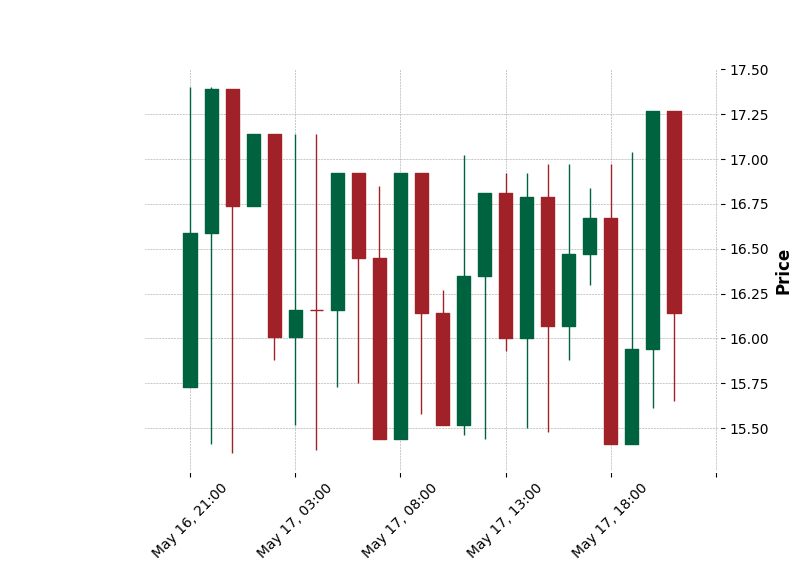 17.50
17.25
17.00
16.75
16.50
16.25
16.00
15.75
15.50
Price
May 16, 21:00
May 17, 03:00
May 17, 08:00
May 17, 13:00
May 17, 18:00